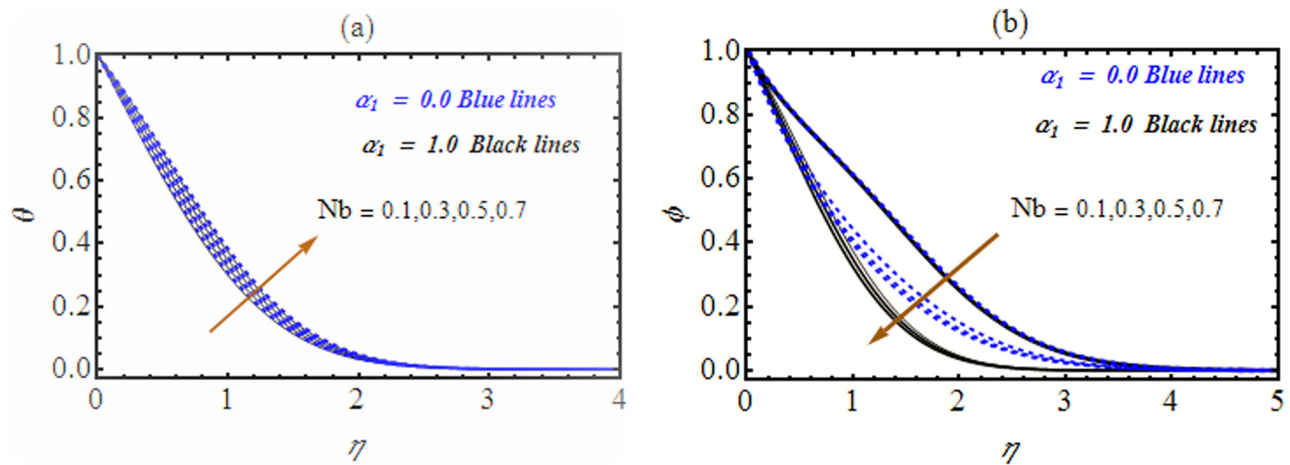 (a)
α₁ = 0.0 Blue lines
α₁ = 1.0 Black lines
Nb = 0.1,0.3,0.5,0.7
θ
1.0
0.8
0.6
0.4
0.2
0.0
0 1 2 3 4
η
(b)
α₁ = 0.0 Blue lines
α₁ = 1.0 Black lines
Nb = 0.1,0.3,0.5,0.7
ϕ
1.0
0.8
0.6
0.4
0.2
0.0
0 1 2 3 4 5
η